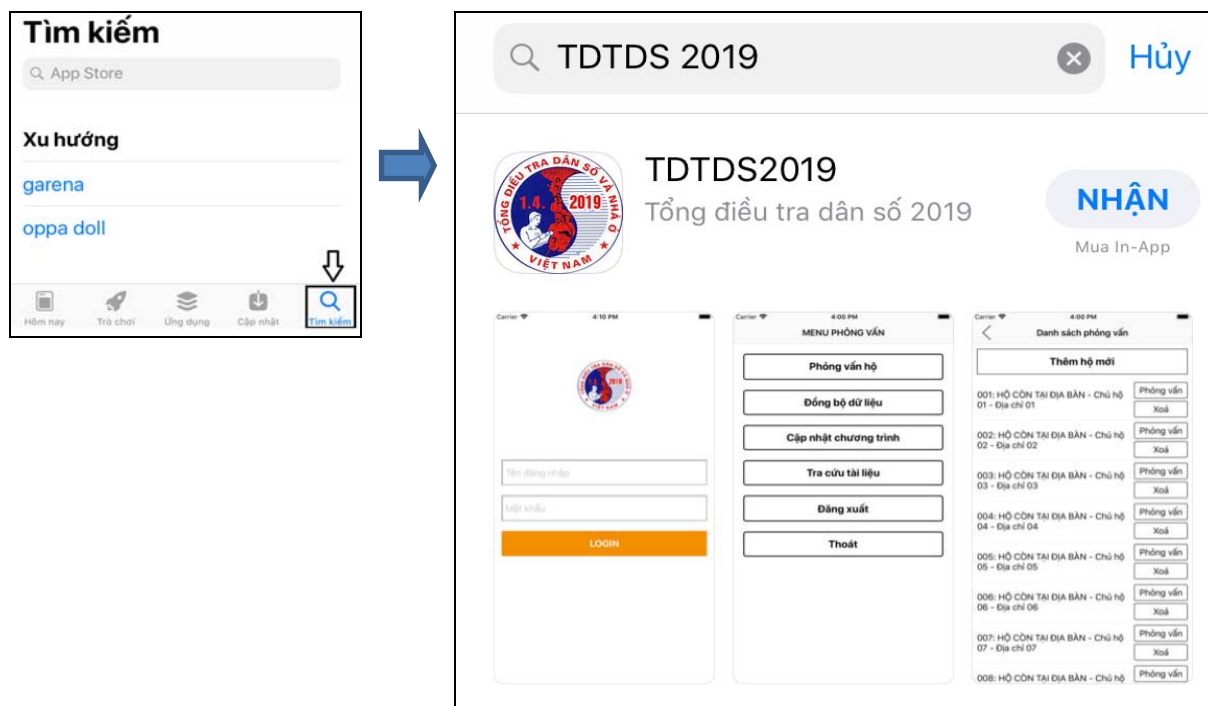 Tìm kiếm
App Store
Xu hướng
garena
oppa doll
Hôm nay
Trò chơi
Ứng dụng
Cập nhật
Tìm kiếm
TDTDS 2019
Hủy
TỔNG ĐIỀU TRA DÂN SỐ VÀ NHÀ Ở
1.4. 2019
VIỆT NAM
TDTDS2019
Tổng điều tra dân số 2019
NHẬN
Mua In-App
Carrier 4:10 PM
1.4. 2019
Tên đăng nhập
Mật khẩu
LOGIN
Carrier 4:00 PM
MENU PHỎNG VẤN
Phỏng vấn hộ
Đồng bộ dữ liệu
Cập nhật chương trình
Tra cứu tài liệu
Đăng xuất
Thoát
Carrier 4:00 PM
Danh sách phỏng vấn
Thêm hộ mới
001: HỘ CÒN TẠI ĐỊA BÀN - Chủ hộ
01 - Địa chỉ 01
Phỏng vấn
Xoá
002: HỘ CÒN TẠI ĐỊA BÀN - Chủ hộ
02 - Địa chỉ 02
Phỏng vấn
Xoá
003: HỘ CÒN TẠI ĐỊA BÀN - Chủ hộ
03 - Địa chỉ 03
Phỏng vấn
Xoá
004: HỘ CÒN TẠI ĐỊA BÀN - Chủ hộ
04 - Địa chỉ 04
Phỏng vấn
Xoá
005: HỘ CÒN TẠI ĐỊA BÀN - Chủ hộ
05 - Địa chỉ 05
Phỏng vấn
Xoá
006: HỘ CÒN TẠI ĐỊA BÀN - Chủ hộ
06 - Địa chỉ 06
Phỏng vấn
Xoá
007: HỘ CÒN TẠI ĐỊA BÀN - Chủ hộ
07 - Địa chỉ 07
Phỏng vấn
Xoá
008: HỘ CÒN TẠI ĐỊA BÀN - Chủ hộ
Phỏng vấn